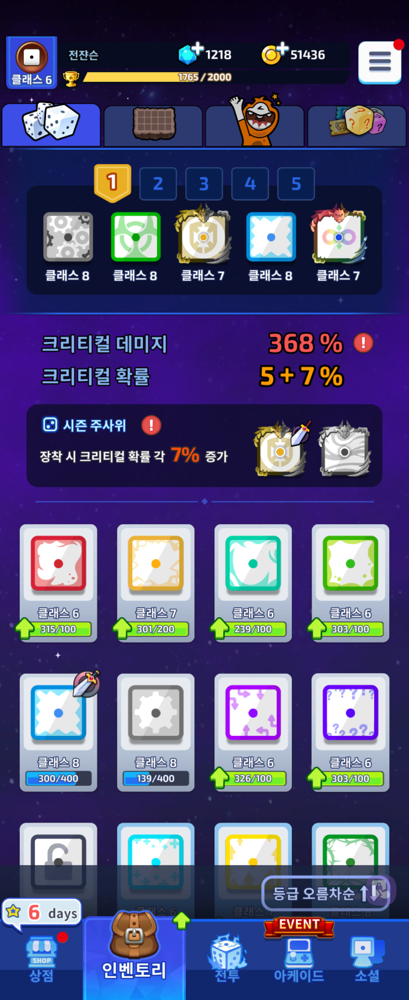 전쟌슨
1218
51436
클래스 6
1765 / 2000
1
2
3
4
5
클래스 8
클래스 8
클래스 7
클래스 8
클래스 7
크리티컬 데미지
368 %
!
크리티컬 확률
5 + 7 %
시즌 주사위
!
장착 시 크리티컬 확률 각 7% 증가
클래스 6
클래스 7
클래스 6
클래스 6
315/100
301/200
239/100
303/100
클래스 8
클래스 8
클래스 6
클래스 6
300/400
139/400
326/100
303/100
등급 오름차순
클래스 6
클래스 7
클래스 8
6 days
EVENT
SHOP
상점
인벤토리
전투
아케이드
소셜